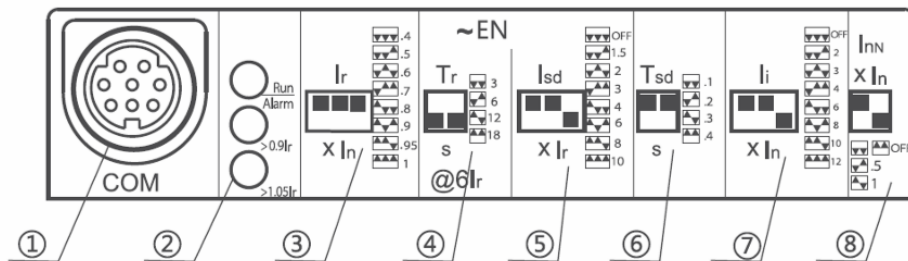 COM
Run
Alarm
>0.9Ir
>1.05Ir
Ir
x In
.4
.5
.6
.7
.8
.9
.95
1
~EN
Tr
s
@6Ir
3
6
12
18
Isd
x Ir
OFF
1.5
2
3
4
6
8
10
Tsd
s
.1
.2
.3
.4
Ii
x In
OFF
2
3
4
6
8
10
12
InN
x In
OFF
.5
1
① ② ③ ④ ⑤ ⑥ ⑦ ⑧